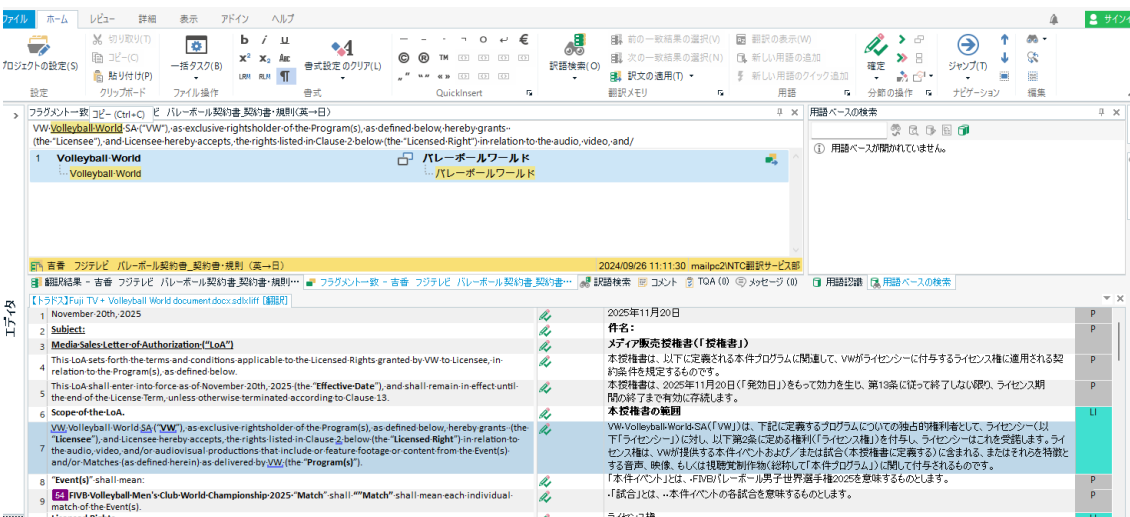 ファイル ホーム レビュー 詳細 表示 アドイン ヘルプ サインイ
プロジェクトの設定(S)
設定
切り取り(T)
コピー(C)
貼り付け(P)
クリップボード
一括タスク(B)
ファイル操作
b i u
x² x₂ ABC
LRM RLM ¶
書式設定のクリア(L)
書式
© ® ™
QuickInsert
訳語検索(O)
前の一致結果の選択(V)
次の一致結果の選択(N)
訳文の適用(T)
翻訳メモリ
翻訳の表示(W)
新しい用語の追加
新しい用語のクイック追加
用語
確定
分節の操作
ジャンプ(T)
ナビゲーション
編集
フラグメント一致 コピー (Ctrl+C) ビ バレーボール契約書_契約書・規則(英→日)
VW·Volleyball·World·SA·(“VW”),·as·exclusive·rightsholder·of·the·Program(s),·as·defined·below,·hereby·grants··
(the·“Licensee”),·and·Licensee·hereby·accepts,·the·rights·listed·in·Clause·2·below·(the·“Licensed·Right”)·in·relation·to·the·audio,·video,·and/
1 Volleyball·World バレーボールワールド
Volleyball·World バレーボールワールド
吉香 フジテレビ バレーボール契約書_契約書・規則 (英→日) 2024/09/26 11:11:30 mailpc2\NTC翻訳サービス部
翻訳結果 - 吉香 フジテレビ バレーボール契約書_契約書・規則… フラグメント一致 - 吉香 フジテレビ バレーボール契約書_契約書… 訳語検索 コメント TQA (0) メッセージ (0)
用語ベースの検索
用語ベースが開かれていません。
用語認識 用語ベースの検索
エディタ
【トラドス】Fuji TV + Volleyball World document.docx.sdlxliff [翻訳]
1 November·20th,·2025 2025年11月20日 P
2 Subject: 件名: P
3 Media·Sales·Letter·of·Authorization·(“LoA”) メディア販売授権書(「授権書」) P
4 This·LoA·sets·forth·the·terms·and·conditions·applicable·to·the·Licensed·Rights·granted·by·VW·to·Licensee,·in·
relation·to·the·Program(s),·as·defined·below.
本授権書は、以下に定義される本件プログラムに関連して、VWがライセンシーに付与するライセンス権に適用される契
約条件を規定するものです。 P
5 This·LoA·shall·enter·into·force·as·of·November·20th,·2025·(the·“Effective·Date”),·and·shall·remain·in·effect·until·
the·end·of·the·License·Term,·unless·otherwise·terminated·according·to·Clause·13.
本授権書は、2025年11月20日(「発効日」)をもって効力を生じ、第13条に従って終了しない限り、ライセンス期
間の終了まで有効に存続します。 P
6 Scope·of·the·LoA. 本授権書の範囲 LI
7 VW·Volleyball·World·SA·(“VW”),·as·exclusive·rightsholder·of·the·Program(s),·as·defined·below,·hereby·grants··(the·
“Licensee”),·and·Licensee·hereby·accepts,·the·rights·listed·in·Clause·2·below·(the·“Licensed·Right”)·in·relation·to·
the·audio,·video,·and/or·audiovisual·productions·that·include·or·feature·footage·or·content·from·the·Event(s)·
and/or·Matches·(as·defined·herein)·as·delivered·by·VW·(the·“Program(s)”).
VW·Volleyball·World·SA(「VW」)は、下記に定義するプログラムについての独占的権利者として、ライセンシー(以
下「ライセンシー」)に対し、以下第2条に定める権利(「ライセンス権」)を付与し、ライセンシーはこれを受諾します。ライ
センス権は、VWが提供する本件イベントおよび/または試合(本授権書に定義する)に含まれる、またはそれらを特徴と
する音声、映像、もしくは視聴覚制作物(総称して「本件プログラム」)に関して付与されるものです。
8 “Event(s)”·shall·mean: 「本件イベント」とは、·FIVBバレーボール男子世界選手権2025を意味するものとします。 P
9 54 FIVB·Volleyball·Men's·Club·World·Championship·2025·“Match”·shall·““Match”·shall·mean·each·individual·
match·of·the·Event(s).
·「試合」とは、··本件イベントの各試合を意味するものとします。 P
Licensed·Rights ライセンス権 LI